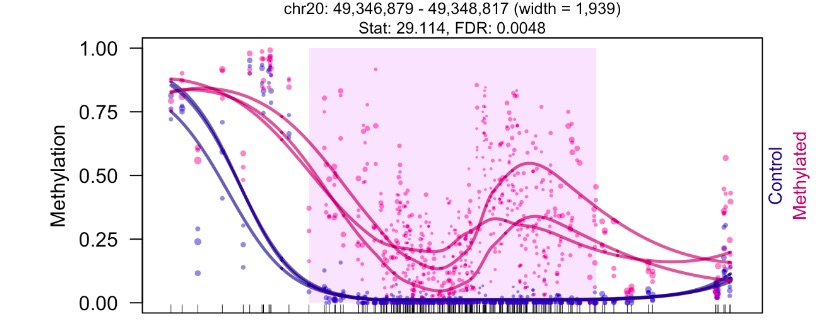 chr20: 49,346,879 - 49,348,817 (width = 1,939)
Stat: 29.114, FDR: 0.0048
1.00
0.75
0.50
0.25
0.00
Methylation
Control
Methylated